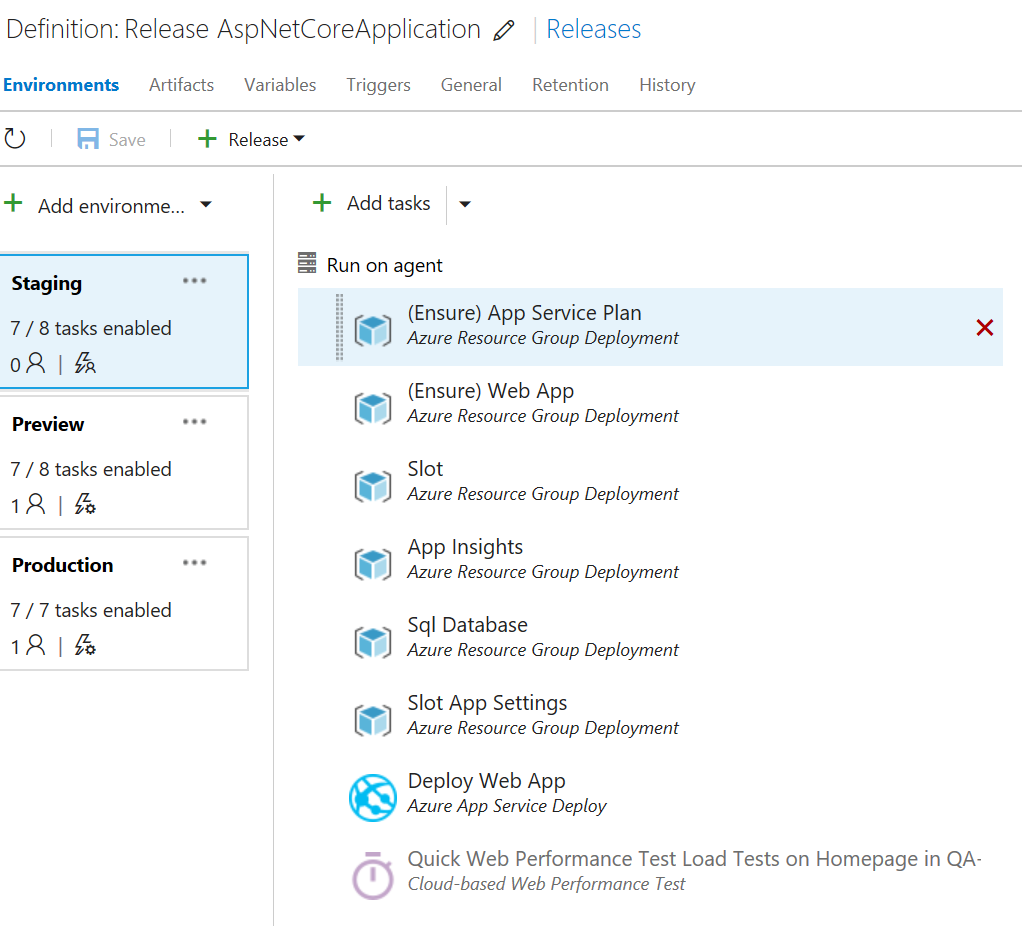 Definition: Release AspNetCoreApplication | Releases
Environments Artifacts Variables Triggers General Retention History
Save Release
Add environme...
Staging ...
7 / 8 tasks enabled
0 |
Preview ...
7 / 8 tasks enabled
1 |
Production ...
7 / 7 tasks enabled
1 |
Add tasks
Run on agent
(Ensure) App Service Plan
Azure Resource Group Deployment
(Ensure) Web App
Azure Resource Group Deployment
Slot
Azure Resource Group Deployment
App Insights
Azure Resource Group Deployment
Sql Database
Azure Resource Group Deployment
Slot App Settings
Azure Resource Group Deployment
Deploy Web App
Azure App Service Deploy
Quick Web Performance Test Load Tests on Homepage in QA-
Cloud-based Web Performance Test